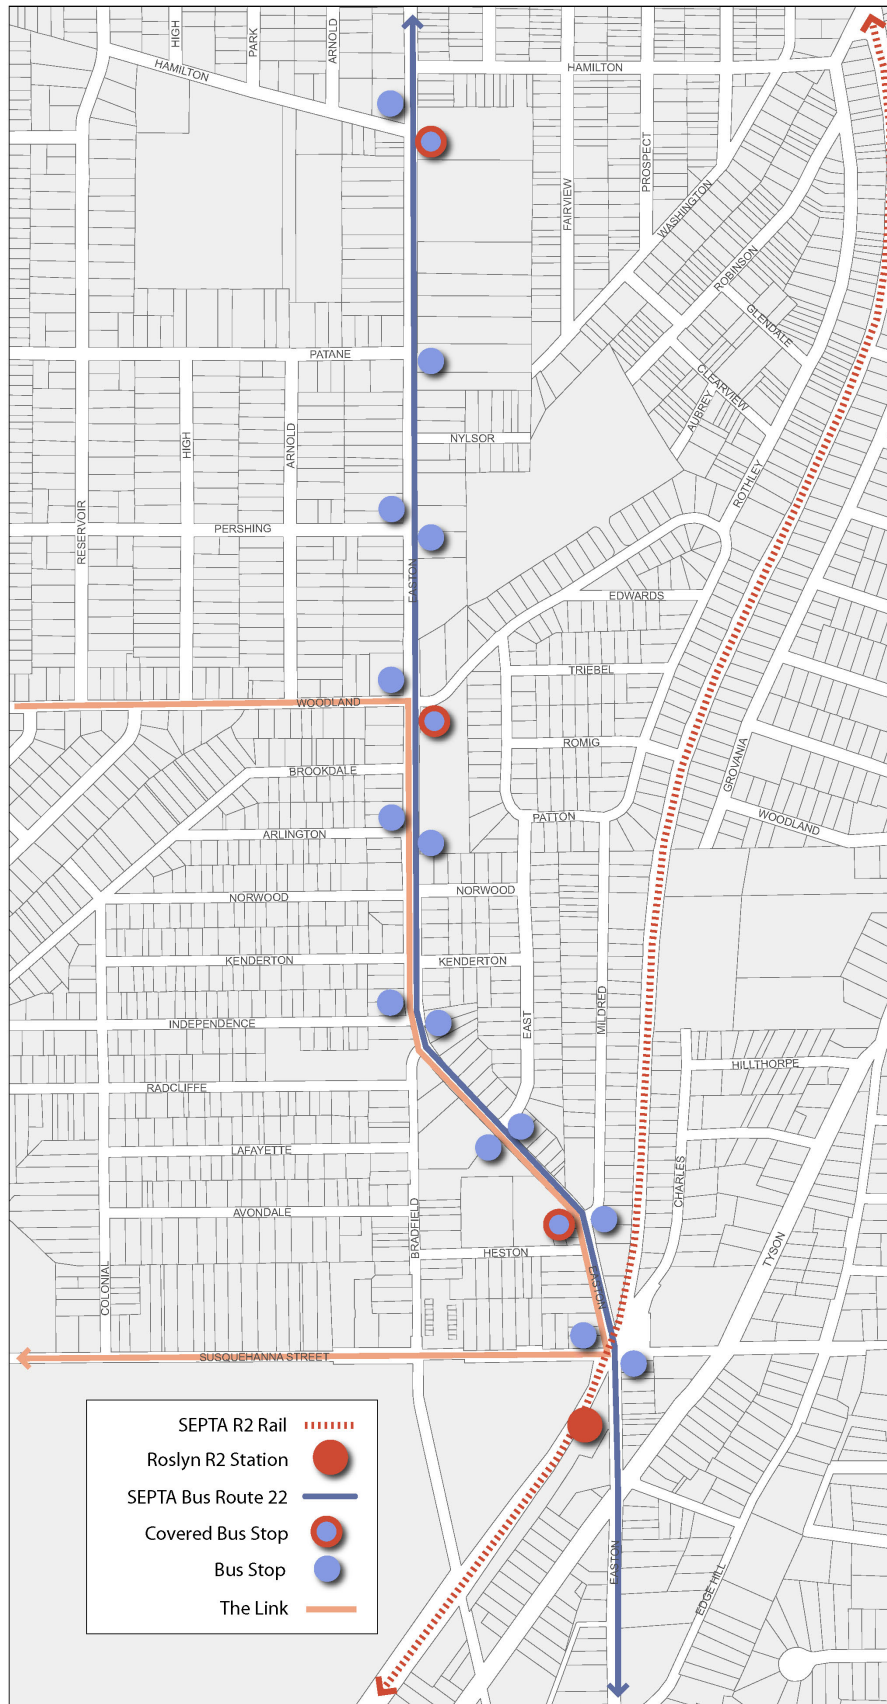 HIGH
PARK
ARNOLD
HAMILTON
HAMILTON
FAIRVIEW
PROSPECT
WASHINGTON
ROBINSON
GLENDALE
CLEARVIEW
AUBREY
PATANE
NYLSOR
HIGH
ARNOLD
RESERVOIR
ROTHLEY
PERSHING
EASTON
EDWARDS
TRIEBEL
WOODLAND
ROMIG
GROVANIA
BROOKDALE
WOODLAND
PATTON
ARLINGTON
NORWOOD
NORWOOD
KENDERTON
KENDERTON
INDEPENDENCE
EAST
MILDRED
HILLTHORPE
RADCLIFFE
LAFAYETTE
CHARLES
AVONDALE
BRADFIELD
HESTON
TYSON
COLONIAL
EASTON
SUSQUEHANNA STREET
SEPTA R2 Rail
Roslyn R2 Station
SEPTA Bus Route 22
Covered Bus Stop
Bus Stop
The Link
EASTON
EDGE HILL